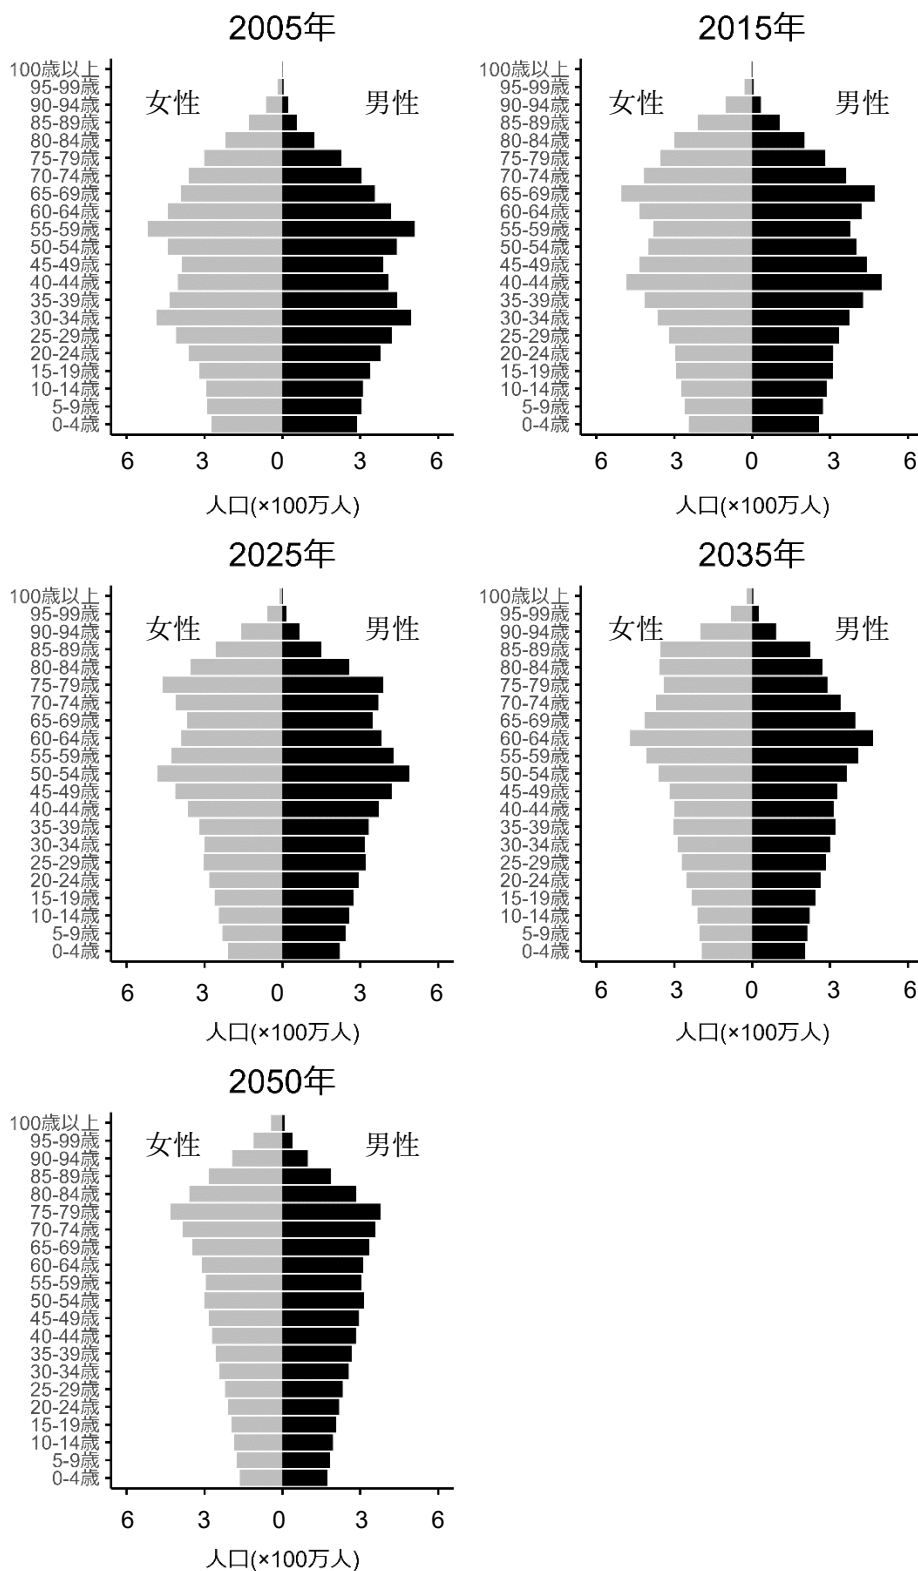 2005年
100歳以上
95-99歳
90-94歳
85-89歳
80-84歳
75-79歳
70-74歳
65-69歳
60-64歳
55-59歳
50-54歳
45-49歳
40-44歳
35-39歳
30-34歳
25-29歳
20-24歳
15-19歳
10-14歳
5-9歳
0-4歳
女性
男性
6 3 0 3 6
人口(×100万人)
2015年
100歳以上
95-99歳
90-94歳
85-89歳
80-84歳
75-79歳
70-74歳
65-69歳
60-64歳
55-59歳
50-54歳
45-49歳
40-44歳
35-39歳
30-34歳
25-29歳
20-24歳
15-19歳
10-14歳
5-9歳
0-4歳
女性
男性
6 3 0 3 6
人口(×100万人)
2025年
100歳以上
95-99歳
90-94歳
85-89歳
80-84歳
75-79歳
70-74歳
65-69歳
60-64歳
55-59歳
50-54歳
45-49歳
40-44歳
35-39歳
30-34歳
25-29歳
20-24歳
15-19歳
10-14歳
5-9歳
0-4歳
女性
男性
6 3 0 3 6
人口(×100万人)
2035年
100歳以上
95-99歳
90-94歳
85-89歳
80-84歳
75-79歳
70-74歳
65-69歳
60-64歳
55-59歳
50-54歳
45-49歳
40-44歳
35-39歳
30-34歳
25-29歳
20-24歳
15-19歳
10-14歳
5-9歳
0-4歳
女性
男性
6 3 0 3 6
人口(×100万人)
2050年
100歳以上
95-99歳
90-94歳
85-89歳
80-84歳
75-79歳
70-74歳
65-69歳
60-64歳
55-59歳
50-54歳
45-49歳
40-44歳
35-39歳
30-34歳
25-29歳
20-24歳
15-19歳
10-14歳
5-9歳
0-4歳
女性
男性
6 3 0 3 6
人口(×100万人)